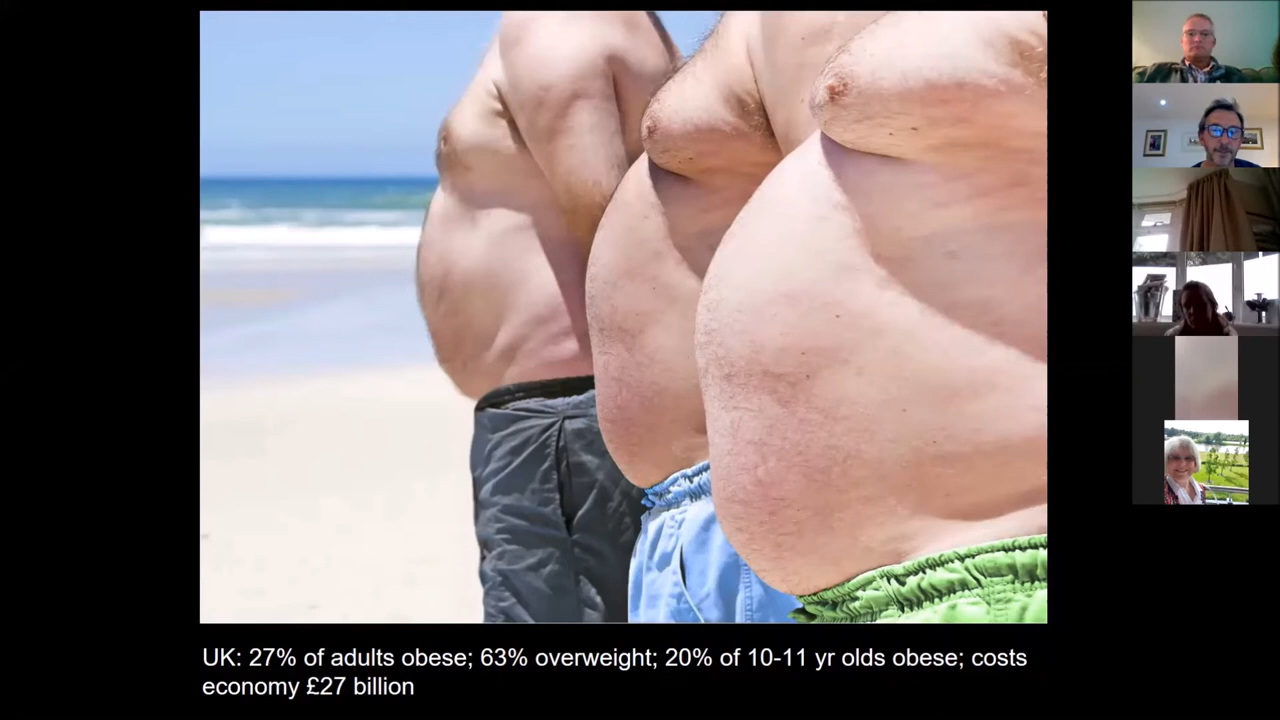 UK: 27% of adults obese; 63% overweight; 20% of 10-11 yr olds obese; costs
economy £27 billion